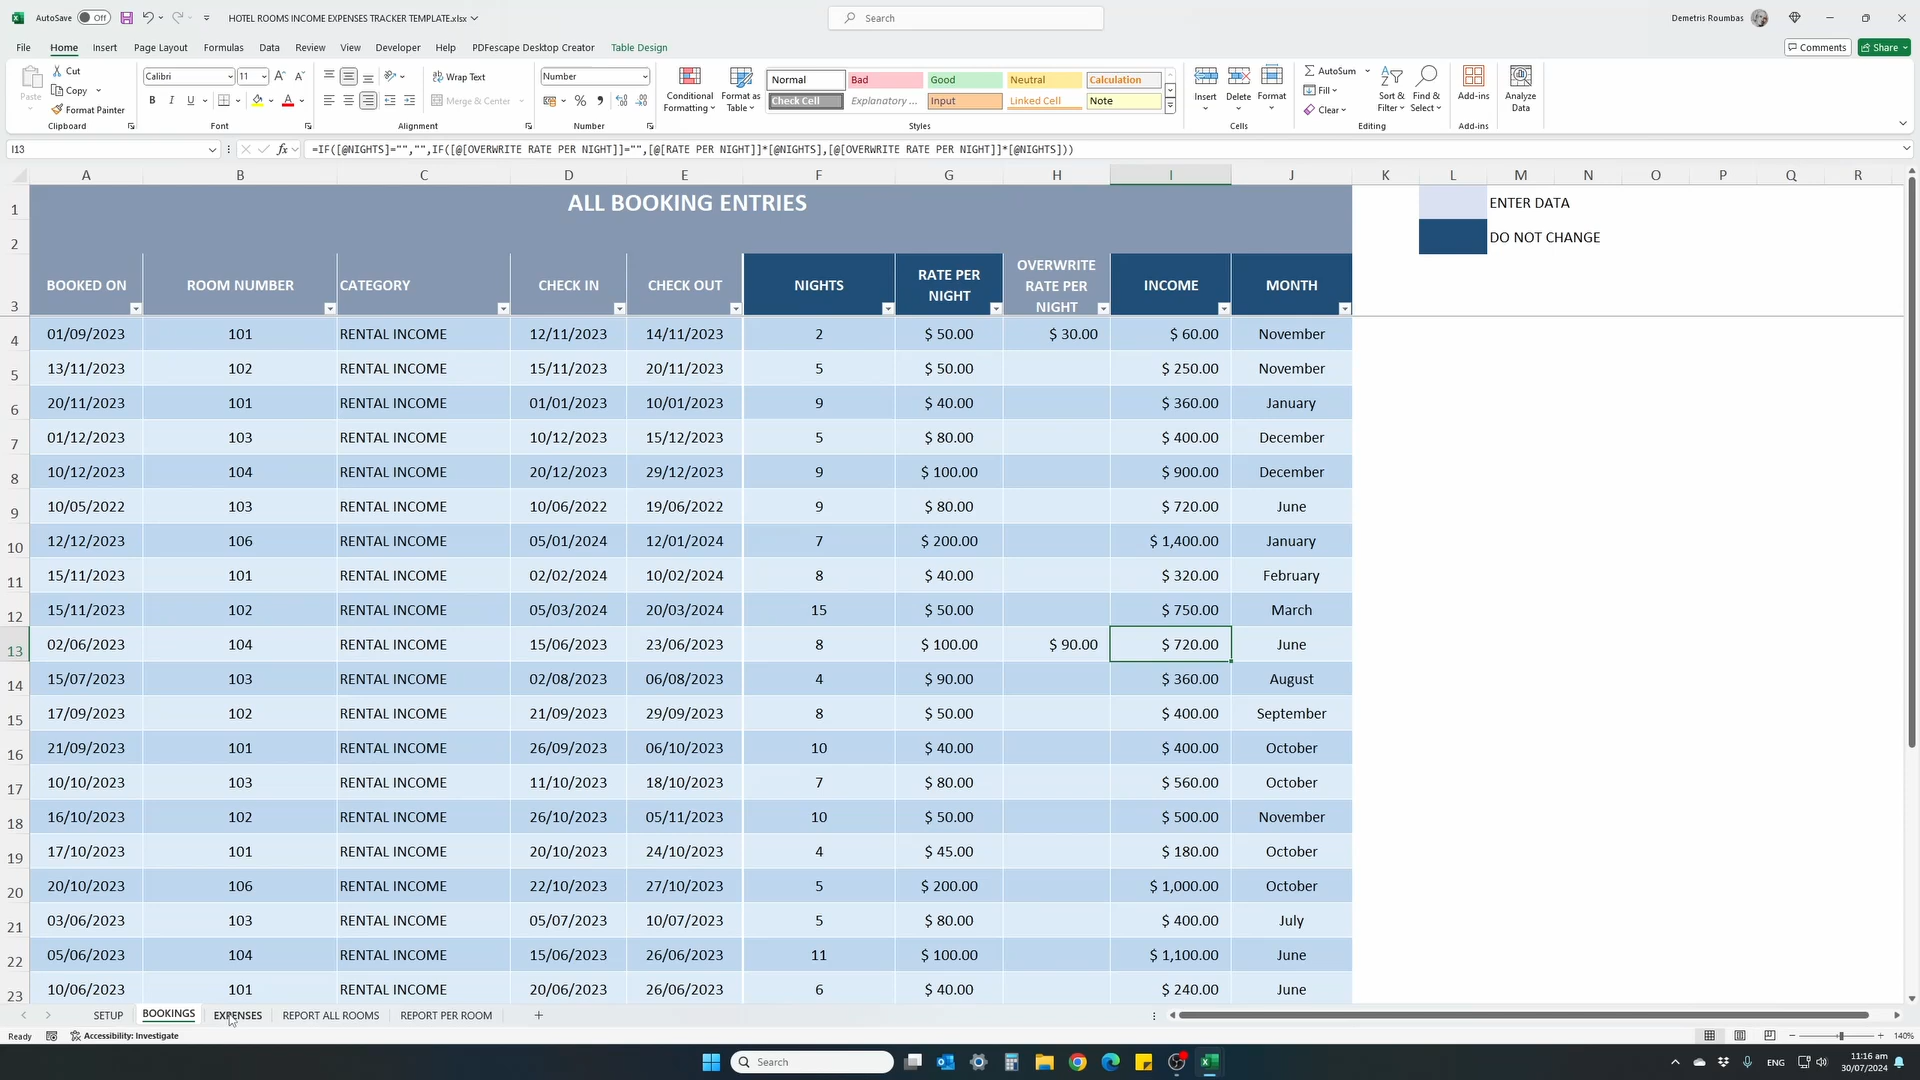 AutoSave Off HOTEL ROOMS INCOME EXPENSES TRACKER TEMPLATE.xlsx Search Demetris Roumbas
File Home Insert Page Layout Formulas Data Review View Developer Help PDFescape Desktop Creator Table Design Comments Share
Paste Cut Copy Format Painter Clipboard
Calibri 11 B I U A Font
Wrap Text Merge & Center Alignment
Number % Number
Conditional Formatting Format as Table
Normal Bad Good Neutral Calculation
Check Cell Explanatory ... Input Linked Cell Note
Styles
Insert Delete Format Cells
AutoSum Fill Clear Sort & Filter Find & Select Editing
Add-ins Add-ins
Analyze Data
I13 fx =IF([@NIGHTS]="","",IF([@[OVERWRITE RATE PER NIGHT]]="",[@[RATE PER NIGHT]]*[@NIGHTS],[@[OVERWRITE RATE PER NIGHT]]*[@NIGHTS]))
A B C D E F G H I J K L M N O P Q R
1 ALL BOOKING ENTRIES ENTER DATA
2 DO NOT CHANGE
3 BOOKED ON ROOM NUMBER CATEGORY CHECK IN CHECK OUT NIGHTS RATE PER NIGHT OVERWRITE RATE PER NIGHT INCOME MONTH
4 01/09/2023 101 RENTAL INCOME 12/11/2023 14/11/2023 2 $ 50.00 $ 30.00 $ 60.00 November
5 13/11/2023 102 RENTAL INCOME 15/11/2023 20/11/2023 5 $ 50.00 $ 250.00 November
6 20/11/2023 101 RENTAL INCOME 01/01/2023 10/01/2023 9 $ 40.00 $ 360.00 January
7 01/12/2023 103 RENTAL INCOME 10/12/2023 15/12/2023 5 $ 80.00 $ 400.00 December
8 10/12/2023 104 RENTAL INCOME 20/12/2023 29/12/2023 9 $ 100.00 $ 900.00 December
9 10/05/2022 103 RENTAL INCOME 10/06/2022 19/06/2022 9 $ 80.00 $ 720.00 June
10 12/12/2023 106 RENTAL INCOME 05/01/2024 12/01/2024 7 $ 200.00 $ 1,400.00 January
11 15/11/2023 101 RENTAL INCOME 02/02/2024 10/02/2024 8 $ 40.00 $ 320.00 February
12 15/11/2023 102 RENTAL INCOME 05/03/2024 20/03/2024 15 $ 50.00 $ 750.00 March
13 02/06/2023 104 RENTAL INCOME 15/06/2023 23/06/2023 8 $ 100.00 $ 90.00 $ 720.00 June
14 15/07/2023 103 RENTAL INCOME 02/08/2023 06/08/2023 4 $ 90.00 $ 360.00 August
15 17/09/2023 102 RENTAL INCOME 21/09/2023 29/09/2023 8 $ 50.00 $ 400.00 September
16 21/09/2023 101 RENTAL INCOME 26/09/2023 06/10/2023 10 $ 40.00 $ 400.00 October
17 10/10/2023 103 RENTAL INCOME 11/10/2023 18/10/2023 7 $ 80.00 $ 560.00 October
18 16/10/2023 102 RENTAL INCOME 26/10/2023 05/11/2023 10 $ 50.00 $ 500.00 November
19 17/10/2023 101 RENTAL INCOME 20/10/2023 24/10/2023 4 $ 45.00 $ 180.00 October
20 20/10/2023 106 RENTAL INCOME 22/10/2023 27/10/2023 5 $ 200.00 $ 1,000.00 October
21 03/06/2023 103 RENTAL INCOME 05/07/2023 10/07/2023 5 $ 80.00 $ 400.00 July
22 05/06/2023 104 RENTAL INCOME 15/06/2023 26/06/2023 11 $ 100.00 $ 1,100.00 June
23 10/06/2023 101 RENTAL INCOME 20/06/2023 26/06/2023 6 $ 40.00 $ 240.00 June
SETUP BOOKINGS EXPENSES REPORT ALL ROOMS REPORT PER ROOM
Ready Accessibility: Investigate 140%
Search ENG 11:16 am
30/07/2024